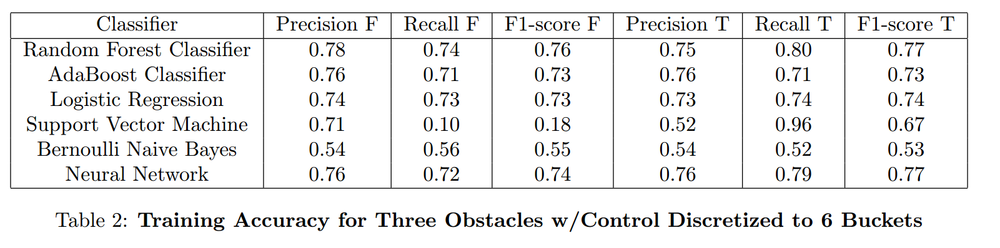 Classifier Precision F Recall F F1-score F Precision T Recall T F1-score T
Random Forest Classifier 0.78 0.74 0.76 0.75 0.80 0.77
AdaBoost Classifier 0.76 0.71 0.73 0.76 0.71 0.73
Logistic Regression 0.74 0.73 0.73 0.73 0.74 0.74
Support Vector Machine 0.71 0.10 0.18 0.52 0.96 0.67
Bernoulli Naive Bayes 0.54 0.56 0.55 0.54 0.52 0.53
Neural Network 0.76 0.72 0.74 0.76 0.79 0.77
Table 2: Training Accuracy for Three Obstacles w/Control Discretized to 6 Buckets